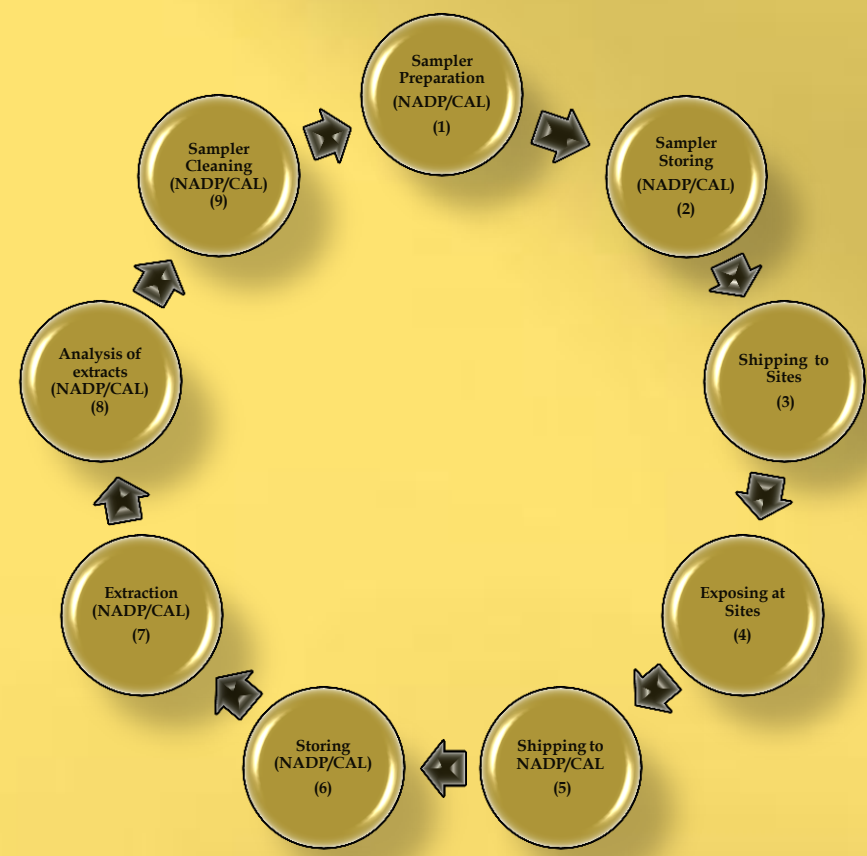 Sampler
Preparation
(NADP/CAL)
(1)
Sampler
Storing
(NADP/CAL)
(2)
Shipping to
Sites
(3)
Exposing at
Sites
(4)
Shipping to
NADP/CAL
(5)
Storing
(NADP/CAL)
(6)
Extraction
(NADP/CAL)
(7)
Analysis of
extracts
(NADP/CAL)
(8)
Sampler
Cleaning
(NADP/CAL)
(9)